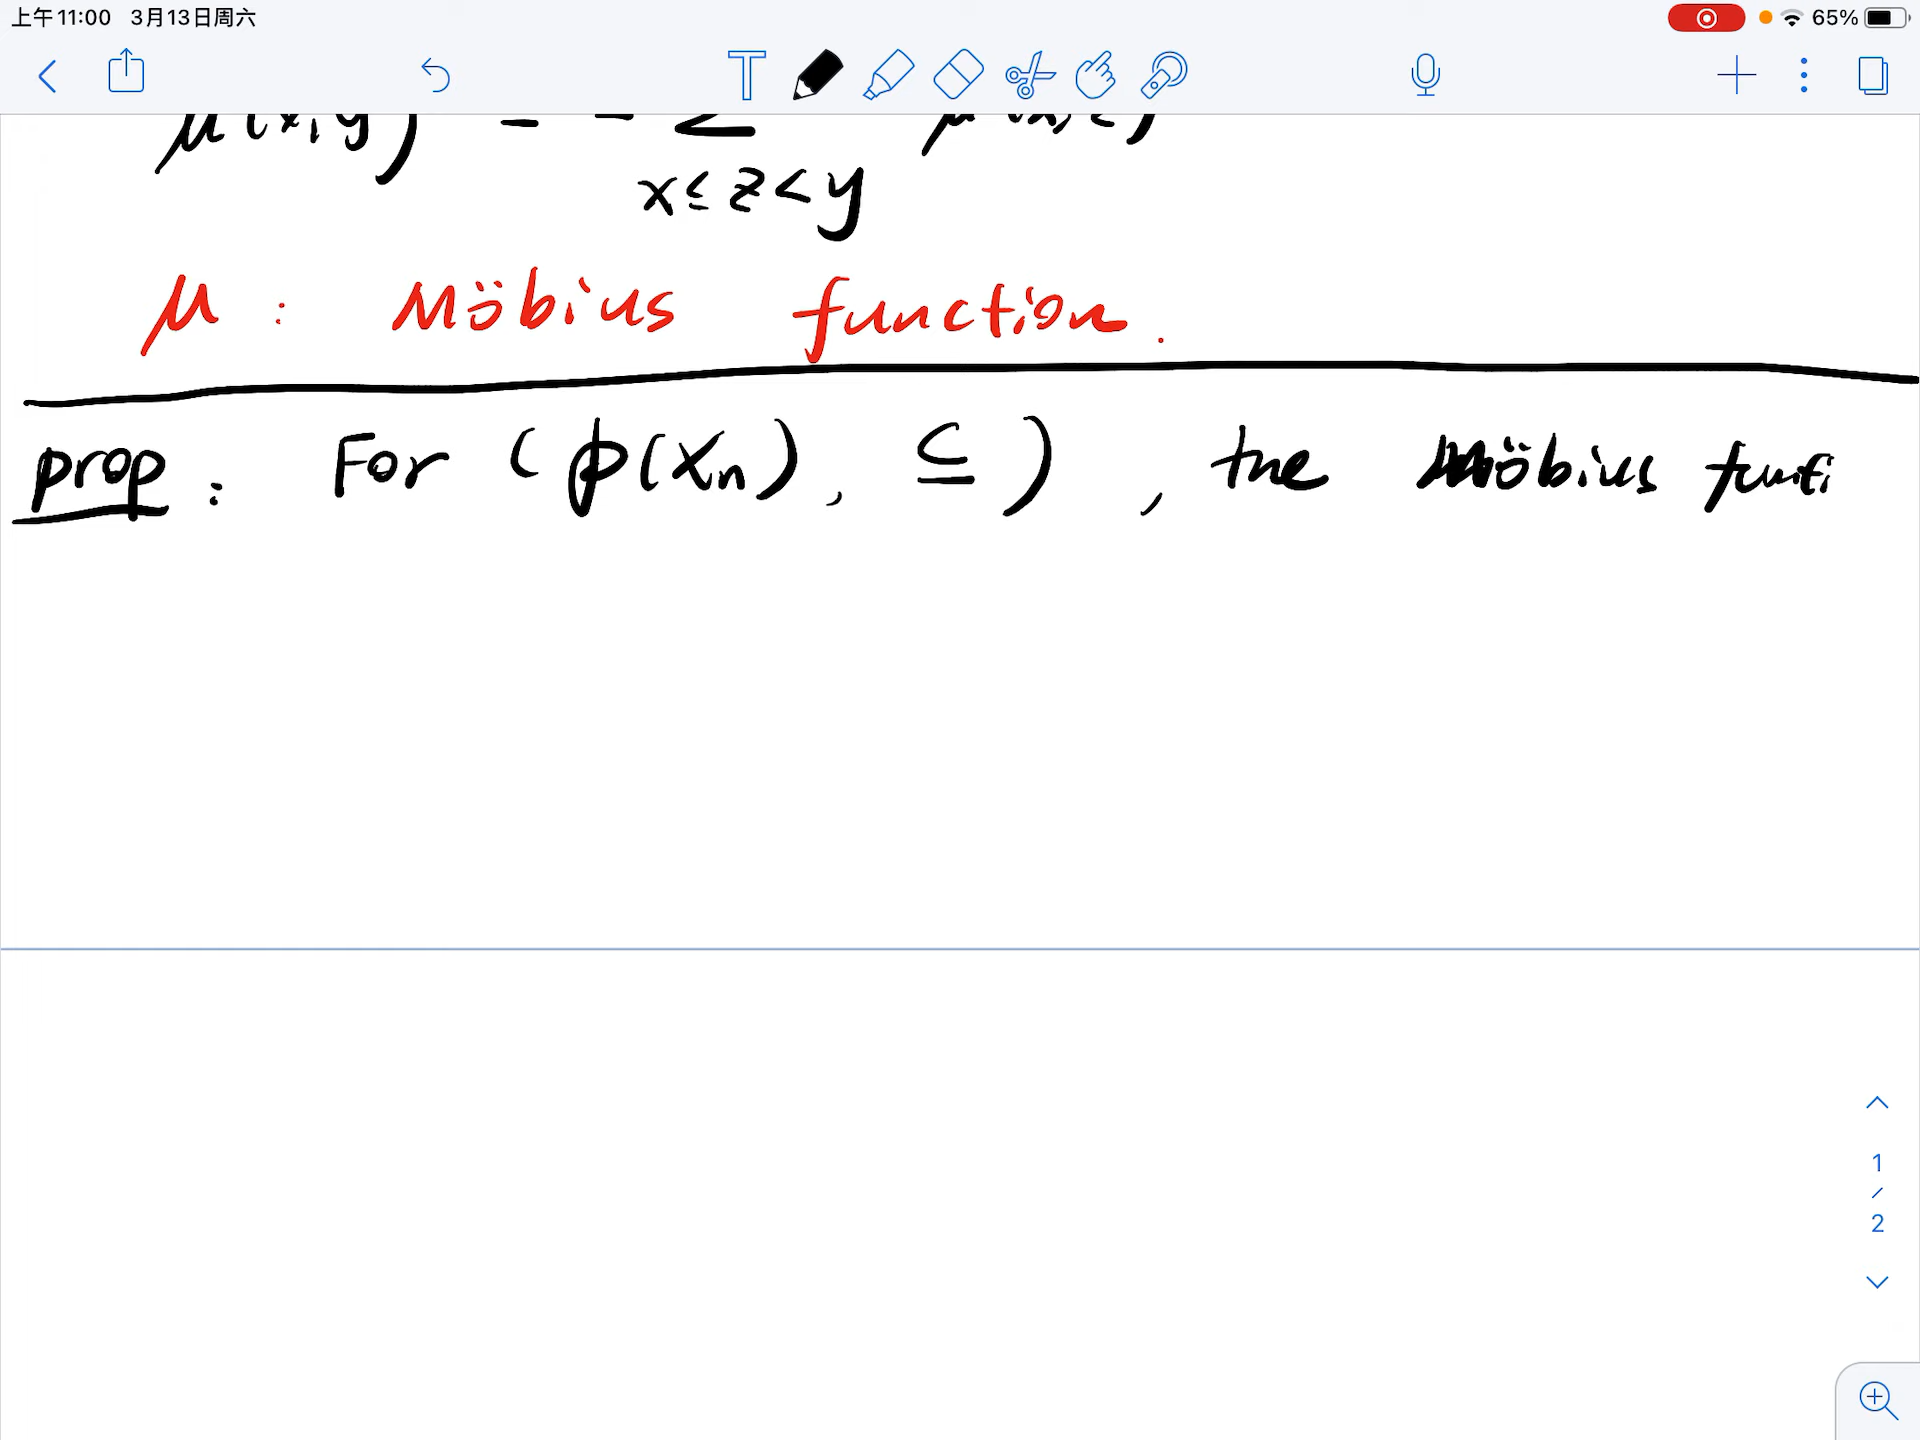 上午11:00 3月13日周六 65%
μ(x,y) = - Σ μ(x,z)
x≤z<y
μ : Möbius function.
prop : For (p(Xn), ⊆), the Möbius functi
1
/
2